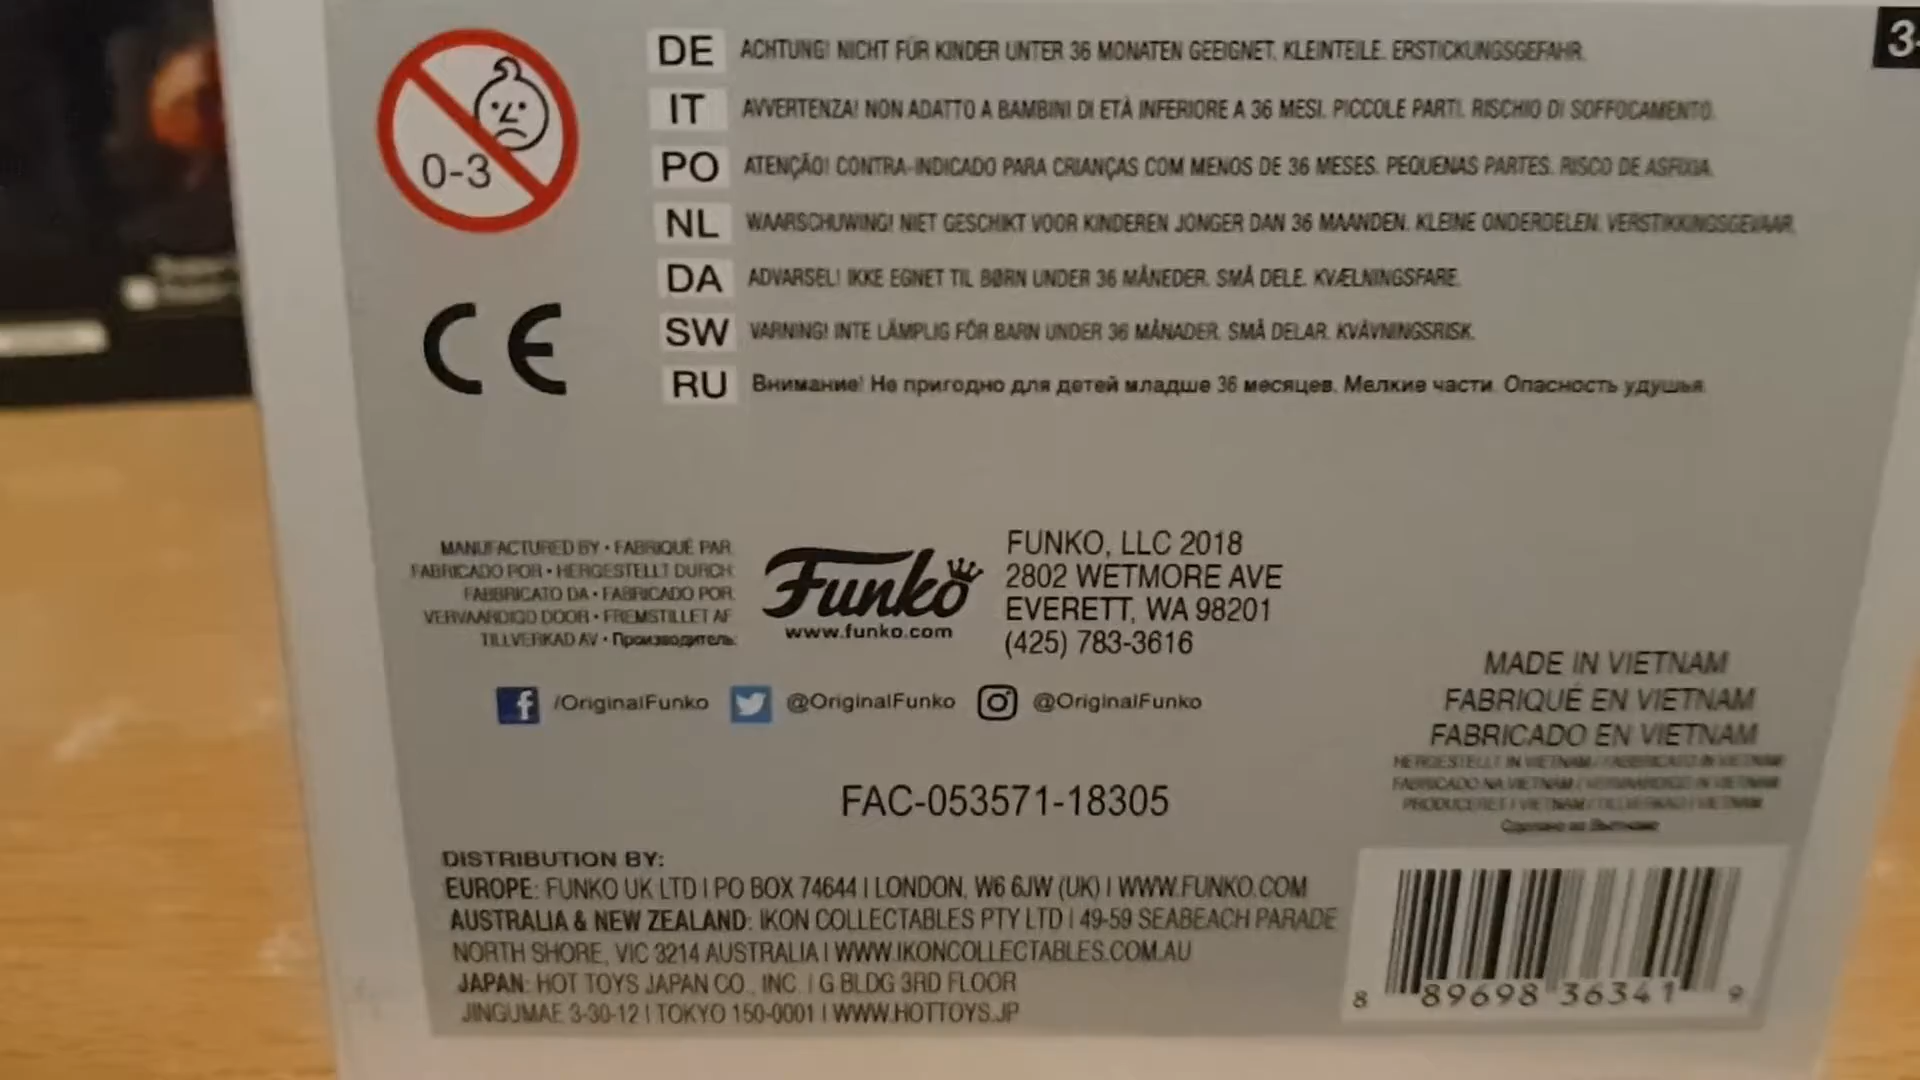 3+
0-3
DE ACHTUNG! NICHT FÜR KINDER UNTER 36 MONATEN GEEIGNET. KLEINTEILE. ERSTICKUNGSGEFAHR.
IT AVVERTENZA! NON ADATTO A BAMBINI DI ETÀ INFERIORE A 36 MESI. PICCOLE PARTI. RISCHIO DI SOFFOCAMENTO.
PO ATENÇÃO! CONTRA-INDICADO PARA CRIANÇAS COM MENOS DE 36 MESES. PEQUENAS PARTES. RISCO DE ASFIXIA.
NL WAARSCHUWING! NIET GESCHIKT VOOR KINDEREN JONGER DAN 36 MAANDEN. KLEINE ONDERDELEN. VERSTIKKINGSGEVAAR.
DA ADVARSEL! IKKE EGNET TIL BØRN UNDER 36 MÅNEDER. SMÅ DELE. KVÆLNINGSFARE.
SW VARNING! INTE LÄMPLIG FÖR BARN UNDER 36 MÅNADER. SMÅ DELAR. KVÄVNINGSRISK.
RU Внимание! Не пригодно для детей младше 36 месяцев. Мелкие части. Опасность удушья.
CE
MANUFACTURED BY • FABRIQUÉ PAR
FABRICADO POR • HERGESTELLT DURCH
FABBRICATO DA • FABRICADO POR
VERVAARDIGD DOOR • FREMSTILLET AF
TILLVERKAD AV • Производитель:
Funko
www.funko.com
FUNKO, LLC 2018
2802 WETMORE AVE
EVERETT, WA 98201
(425) 783-3616
f /OriginalFunko @OriginalFunko @OriginalFunko
MADE IN VIETNAM
FABRIQUÉ EN VIETNAM
FABRICADO EN VIETNAM
HERGESTELLT IN VIETNAM / FABBRICATO IN VIETNAM
FABRICADO NA VIETNAM / VERVAARDIGD IN VIETNAM
PRODUCERET I VIETNAM / TILLVERKAD I VIETNAM
Сделано во Вьетнаме
FAC-053571-18305
DISTRIBUTION BY:
EUROPE: FUNKO UK LTD | PO BOX 74644 | LONDON, W6 6JW (UK) | WWW.FUNKO.COM
AUSTRALIA & NEW ZEALAND: IKON COLLECTABLES PTY LTD | 49-59 SEABEACH PARADE
NORTH SHORE, VIC 3214 AUSTRALIA | WWW.IKONCOLLECTABLES.COM.AU
JAPAN: HOT TOYS JAPAN CO., INC. | G BLDG 3RD FLOOR
JINGUMAE 3-30-12 | TOKYO 150-0001 | WWW.HOTTOYS.JP
8 89698 36341 9